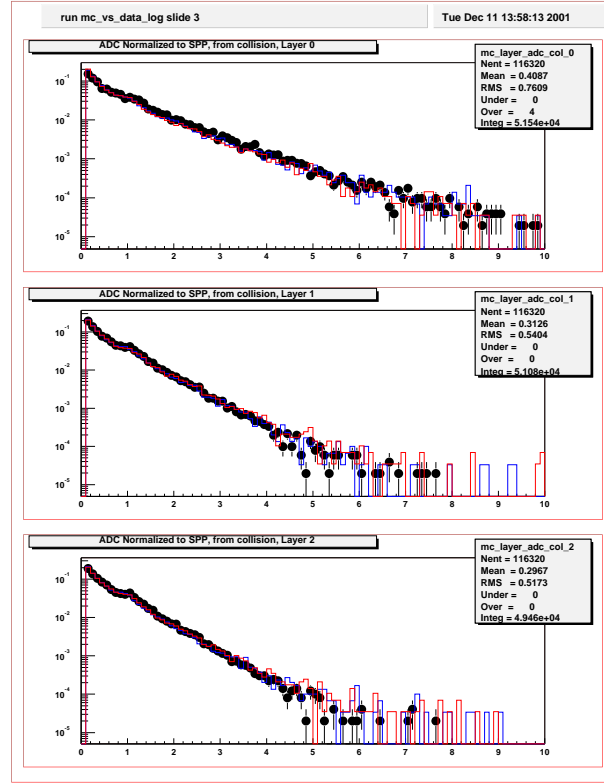 run mc_vs_data_log slide 3
Tue Dec 11 13:58:13 2001
ADC Normalized to SPP, from collision, Layer 0
mc_layer_adc_col_0
Nent = 116320
Mean = 0.4087
RMS = 0.7609
Under = 0
Over = 4
Integ = 5.154e+04
10^-1
10^-2
10^-3
10^-4
10^-5
0 1 2 3 4 5 6 7 8 9 10
ADC Normalized to SPP, from collision, Layer 1
mc_layer_adc_col_1
Nent = 116320
Mean = 0.3126
RMS = 0.5404
Under = 0
Over = 0
Integ = 5.108e+04
10^-1
10^-2
10^-3
10^-4
10^-5
0 1 2 3 4 5 6 7 8 9 10
ADC Normalized to SPP, from collision, Layer 2
mc_layer_adc_col_2
Nent = 116320
Mean = 0.2967
RMS = 0.5173
Under = 0
Over = 0
Integ = 4.946e+04
10^-1
10^-2
10^-3
10^-4
10^-5
0 1 2 3 4 5 6 7 8 9 10